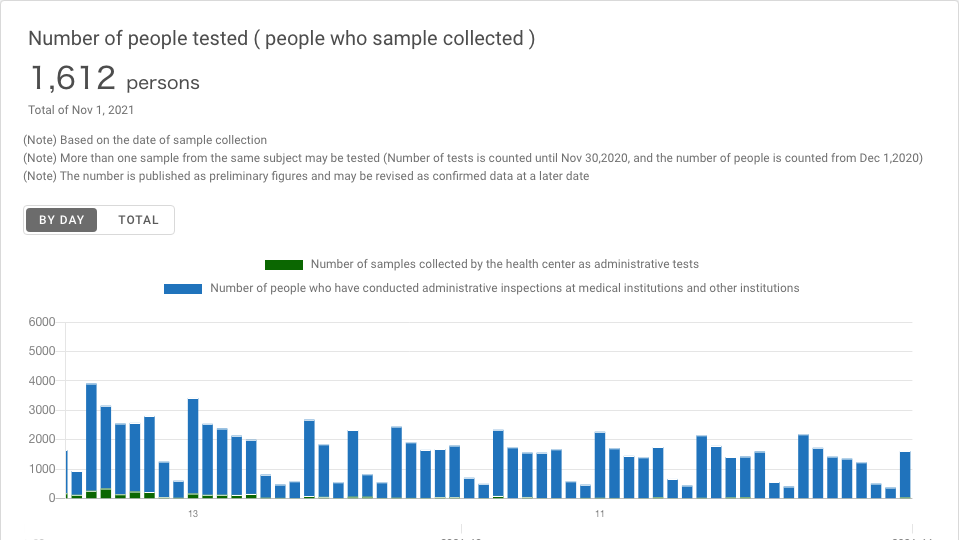 Number of people tested ( people who sample collected )
1,612 persons
Total of Nov 1, 2021
(Note) Based on the date of sample collection
(Note) More than one sample from the same subject may be tested (Number of tests is counted until Nov 30,2020, and the number of people is counted from Dec 1,2020)
(Note) The number is published as preliminary figures and may be revised as confirmed data at a later date
BY DAY TOTAL
Number of samples collected by the health center as administrative tests
Number of people who have conducted administrative inspections at medical institutions and other institutions
6000
5000
4000
3000
2000
1000
0
13 11